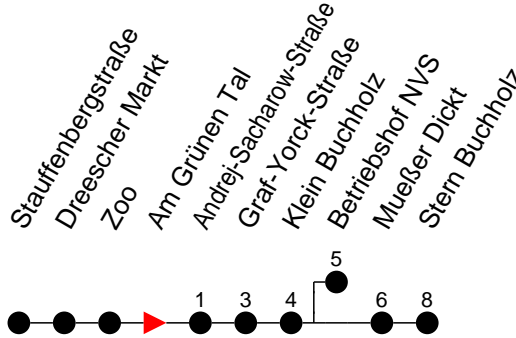 Stauffenbergstraße
Dreescher Markt
Zoo
Am Grünen Tal
Andrej-Sacharow-Straße
Graf-Yorck-Straße
Klein Buchholz
Betriebshof NVS
Mueßer Dickt
Stern Buchholz
5
1 3 4 6 8